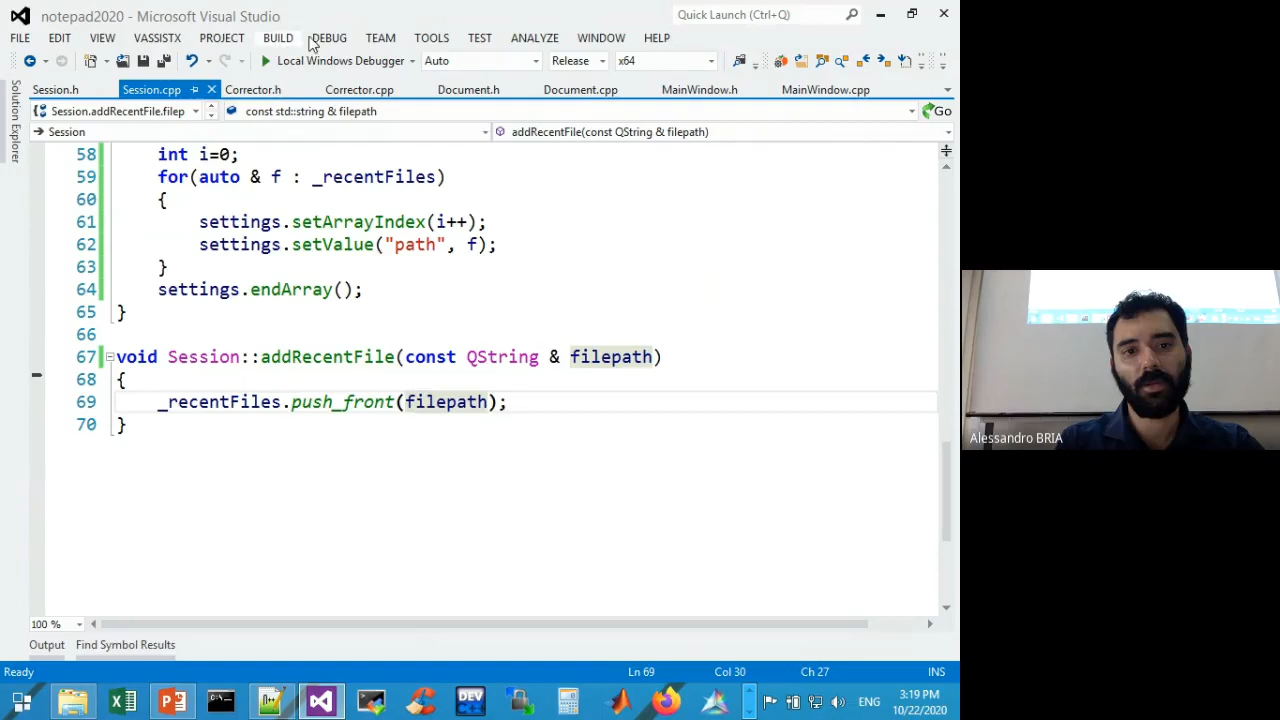 notepad2020 - Microsoft Visual Studio
Quick Launch (Ctrl+Q)
FILE EDIT VIEW VASSISTX PROJECT BUILD DEBUG TEAM TOOLS TEST ANALYZE WINDOW HELP
Local Windows Debugger Auto Release x64
Session.h Session.cpp Corrector.h Corrector.cpp Document.h Document.cpp MainWindow.h MainWindow.cpp
Session.addRecentFile.filep const std::string & filepath Go
Session addRecentFile(const QString & filepath)
Solution Explorer
58 int i=0;
59 for(auto & f : _recentFiles)
60 {
61 settings.setArrayIndex(i++);
62 settings.setValue("path", f);
63 }
64 settings.endArray();
65 }
66
67 void Session::addRecentFile(const QString & filepath)
68 {
69 _recentFiles.push_front(filepath);
70 }
100 %
Output Find Symbol Results
Ready Ln 69 Col 30 Ch 27 INS
DEV
ENG
3:19 PM
10/22/2020
Alessandro BRIA